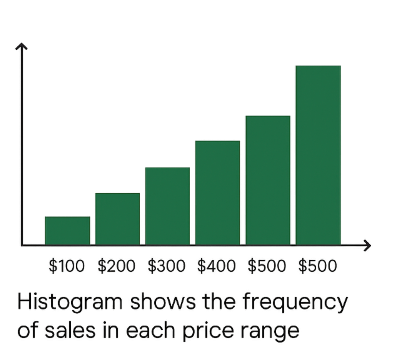 $100 $200 $300 $400 $500 $500
Histogram shows the frequency
of sales in each price range